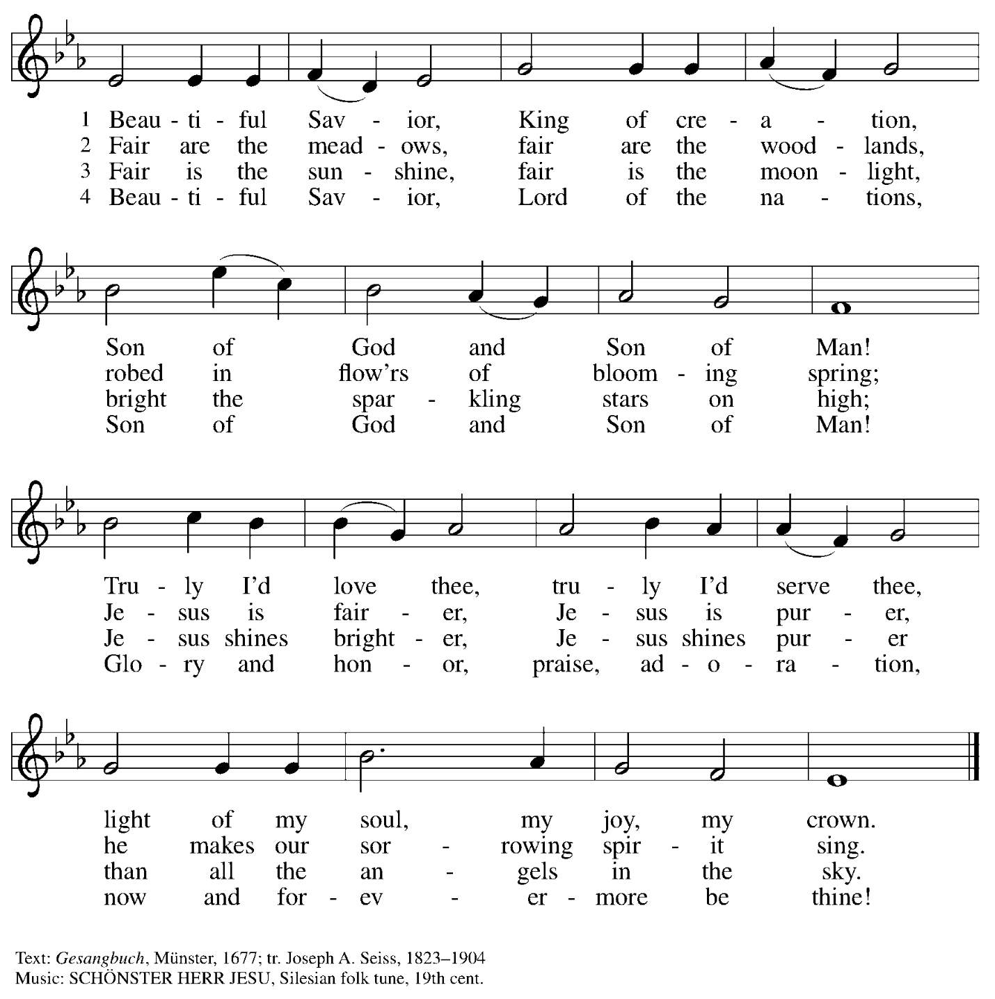 1 Beau - ti - ful Sav - ior, King of cre - a - tion,
2 Fair are the mead - ows, fair are the wood - lands,
3 Fair is the sun - shine, fair is the moon - light,
4 Beau - ti - ful Sav - ior, Lord of the na - tions,
Son of God and Son of Man!
robed in flow’rs of bloom - ing spring;
bright the spar - kling stars on high;
Son of God and Son of Man!
Tru - ly I’d love thee, tru - ly I’d serve thee,
Je - sus is fair - er, Je - sus is pur - er,
Je - sus shines bright - er, Je - sus shines pur - er
Glo - ry and hon - or, praise, ad - o - ra - tion,
light of my soul, my joy, my crown.
he makes our sor - rowing spir - it sing.
than all the an - gels in the sky.
now and for - ev - er - more be thine!
Text: Gesangbuch, Münster, 1677; tr. Joseph A. Seiss, 1823–1904
Music: SCHÖNSTER HERR JESU, Silesian folk tune, 19th cent.